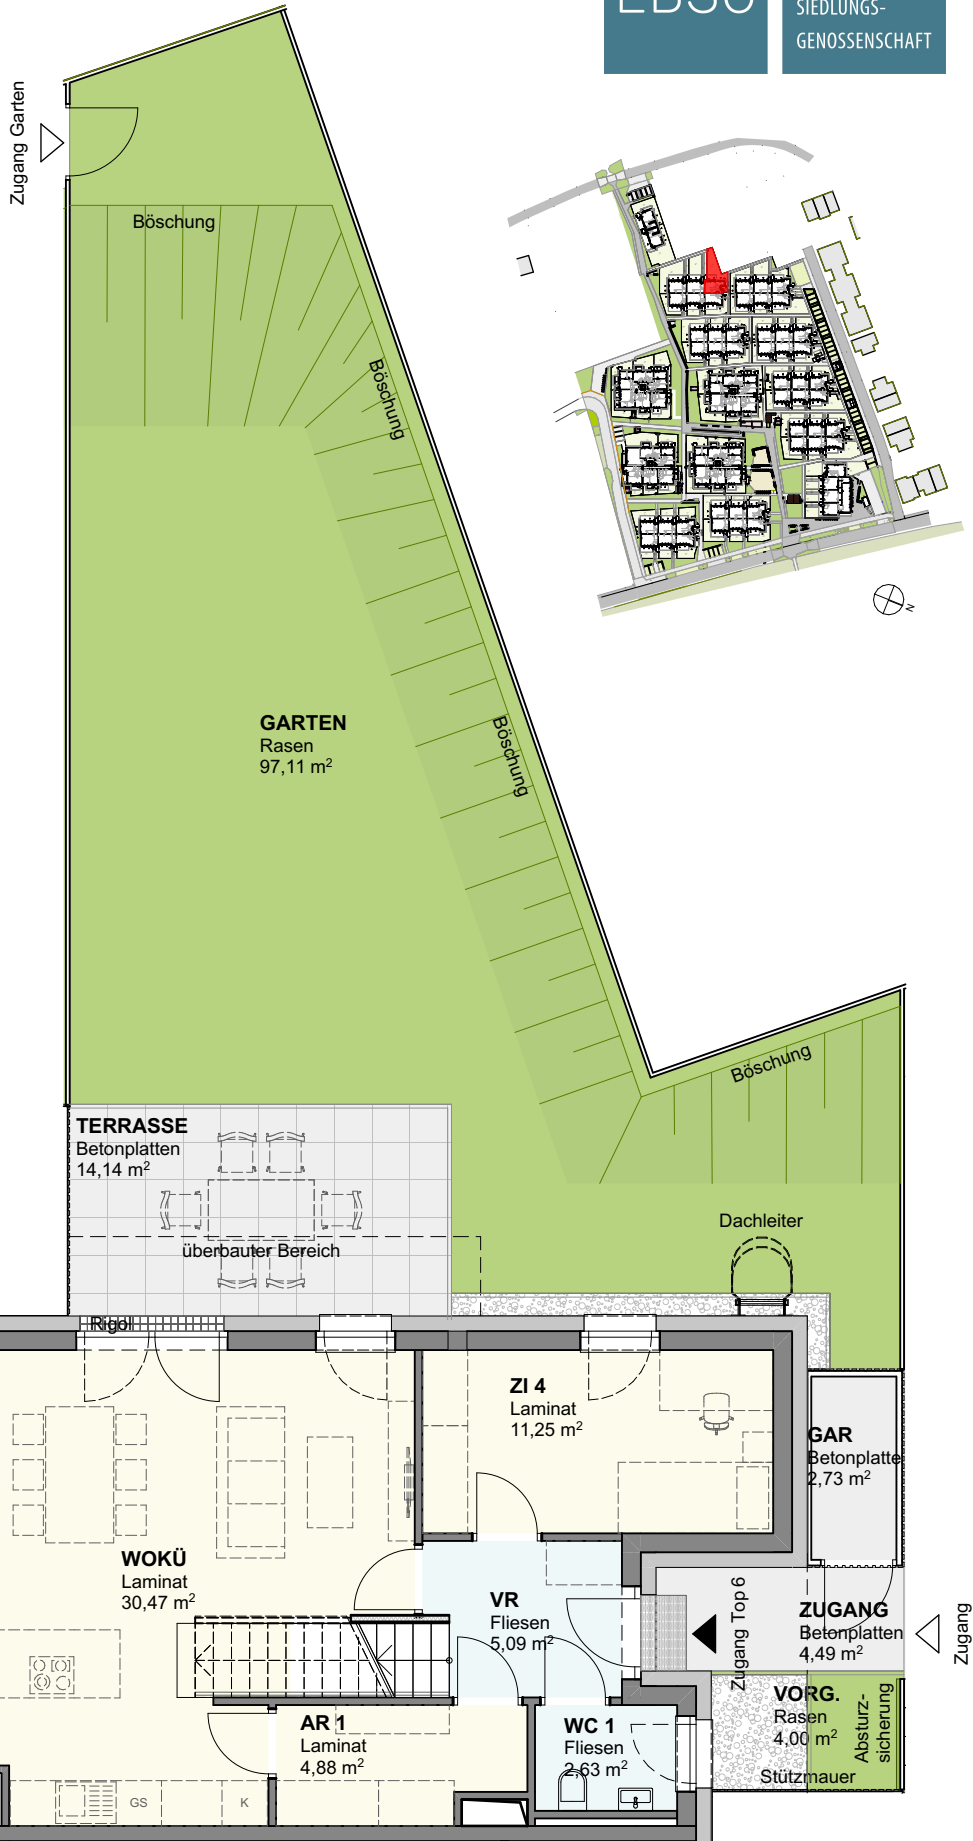 EBSG
SIEDLUNGS-
GENOSSENSCHAFT
Zugang Garten
Böschung
Böschung
N
GARTEN
Rasen
97,11 m²
Böschung
Böschung
TERRASSE
Betonplatten
14,14 m²
überbauter Bereich
Dachleiter
Rigol
ZI 4
Laminat
11,25 m²
GAR
Betonplatte
2,73 m²
WOKÜ
Laminat
30,47 m²
VR
Fliesen
5,09 m²
Zugang Top 6
ZUGANG
Betonplatten
4,49 m²
Zugang
VORG.
Rasen
4,00 m²
Absturz-
sicherung
Stützmauer
AR 1
Laminat
4,88 m²
WC 1
Fliesen
2,63 m²
GS
K